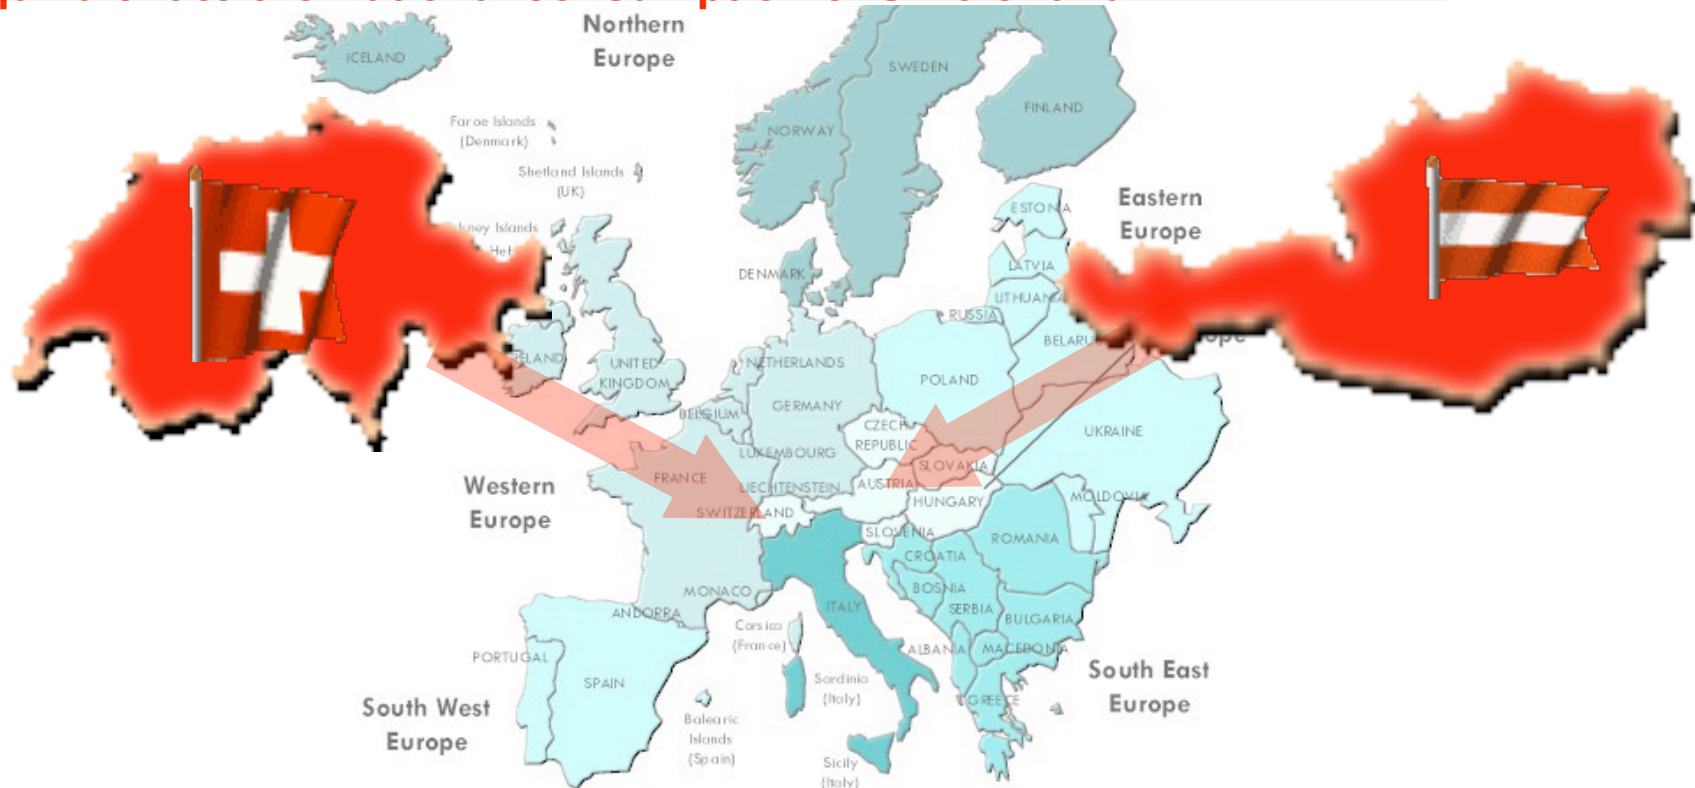 Northern
Europe
ICELAND
SWEDEN
FINLAND
NORWAY
Faroe Islands
(Denmark)
Shetland Islands
(UK)
Islands
ESTONIA
Eastern
Europe
LATVIA
DENMARK
LITHUANIA
RUSSIA
UNITED
KINGDOM
NETHERLANDS
POLAND
GERMANY
BELGIUM
CZECH
REPUBLIC
UKRAINE
LUXEMBOURG
SLOVAKIA
FRANCE
LIECHTENSTEIN
AUSTRIA
HUNGARY
MOLDOVIA
Western
Europe
SWITZERLAND
SLOVENIA
ROMANIA
CROATIA
BOSNIA
MONACO
ITALY
SERBIA
ANDORRA
BULGARIA
Corsica
(France)
ALBANIA
MACEDONIA
PORTUGAL
SPAIN
Sardinia
(Italy)
South East
Europe
GREECE
South West
Europe
Balearic
Islands
(Spain)
Sicily
(Italy)